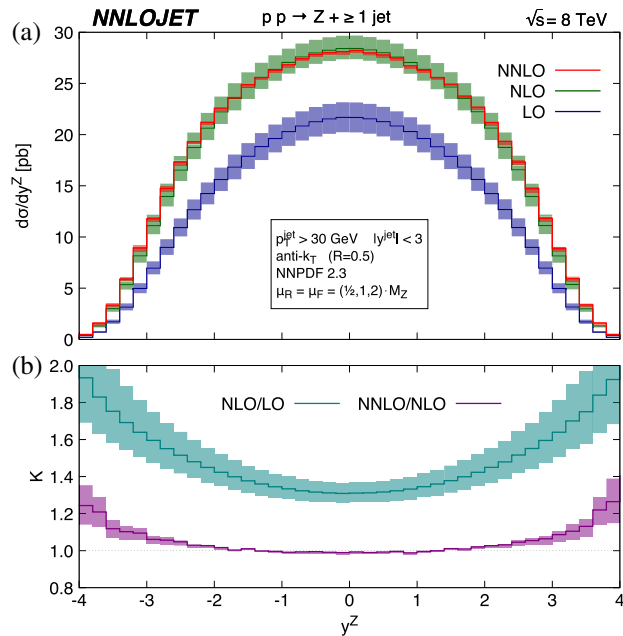 NNLOJET p p → Z + ≥ 1 jet √s = 8 TeV
(a)
30
25
20
15
10
5
0
dσ/dy^Z [pb]
NNLO
NLO
LO
p_T^jet > 30 GeV |y^jet| < 3
anti-k_T (R=0.5)
NNPDF 2.3
μ_R = μ_F = (½,1,2) · M_Z
(b)
2.0
1.8
1.6
1.4
1.2
1.0
0.8
K
NLO/LO NNLO/NLO
-4 -3 -2 -1 0 1 2 3 4
y^Z